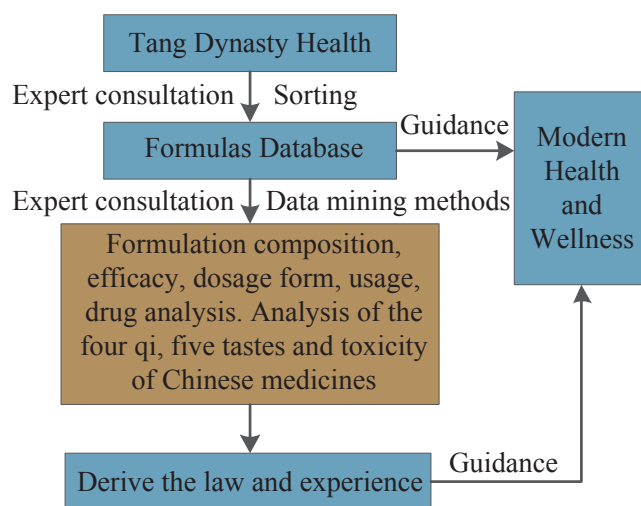 Tang Dynasty Health
Expert consultation
Sorting
Formulas Database
Guidance
Modern
Health
and
Wellness
Expert consultation
Data mining methods
Formulation composition,
efficacy, dosage form, usage,
drug analysis. Analysis of the
four qi, five tastes and toxicity
of Chinese medicines
Derive the law and experience
Guidance